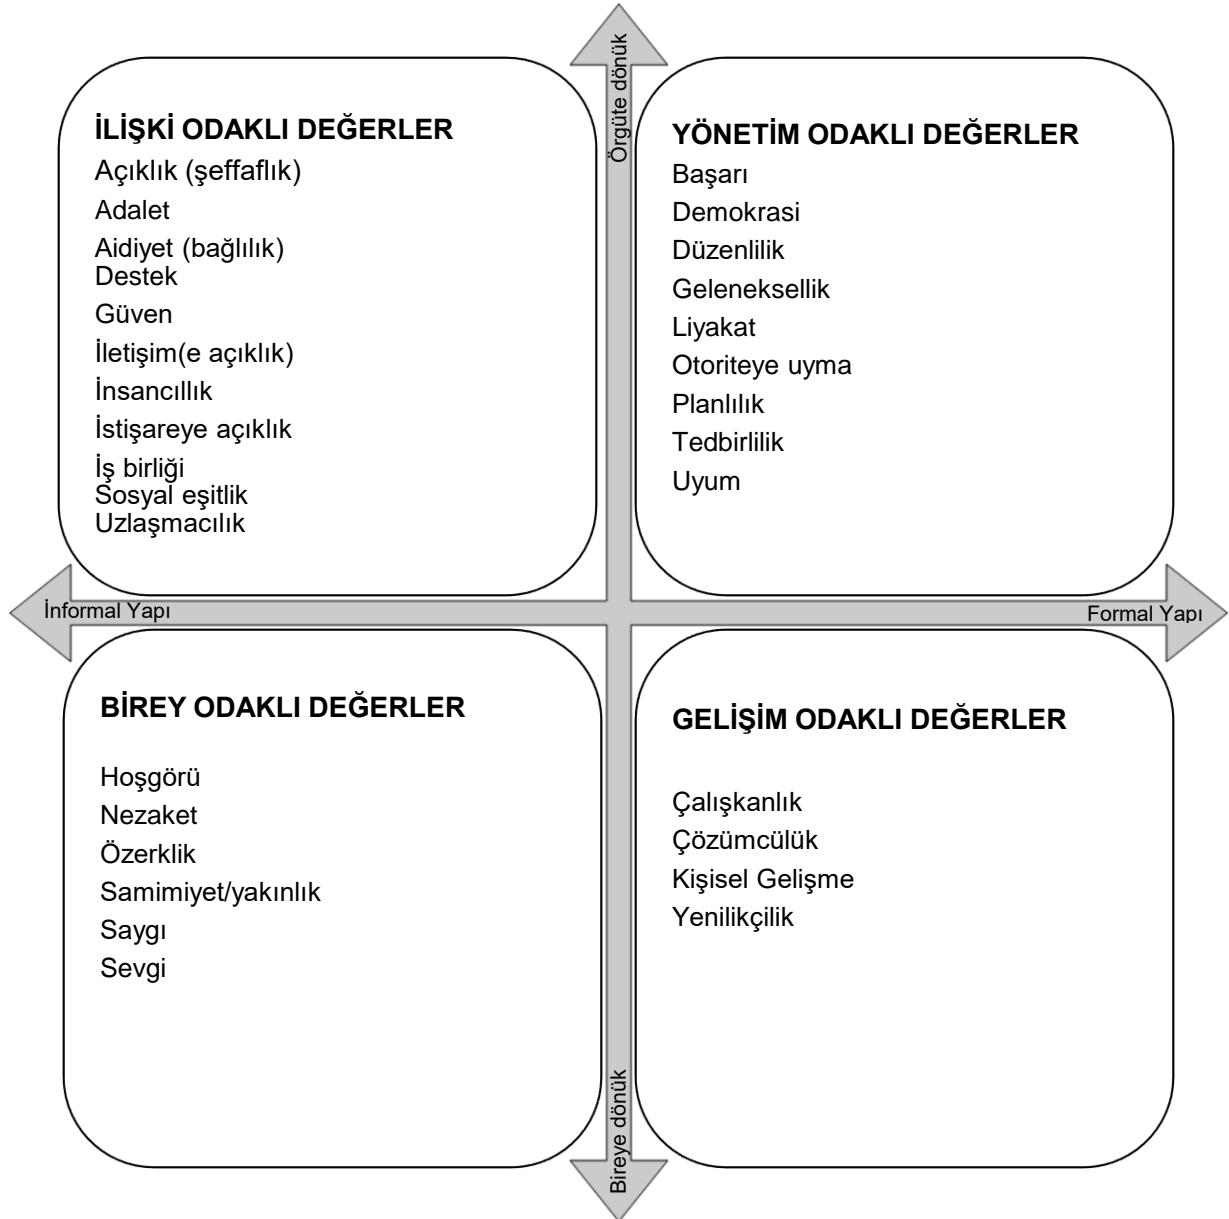 Örgüte dönük
İLİŞKİ ODAKLI DEĞERLER
Açıklık (şeffaflık)
Adalet
Aidiyet (bağlılık)
Destek
Güven
İletişim(e açıklık)
İnsancıllık
İstişareye açıklık
İş birliği
Sosyal eşitlik
Uzlaşmacılık
YÖNETİM ODAKLI DEĞERLER
Başarı
Demokrasi
Düzenlilik
Geleneksellik
Liyakat
Otoriteye uyma
Planlılık
Tedbirlilik
Uyum
İnformal Yapı
Formal Yapı
BİREY ODAKLI DEĞERLER
Hoşgörü
Nezaket
Özerklik
Samimiyet/yakınlık
Saygı
Sevgi
GELİŞİM ODAKLI DEĞERLER
Çalışkanlık
Çözümcülük
Kişisel Gelişme
Yenilikçilik
Bireye dönük